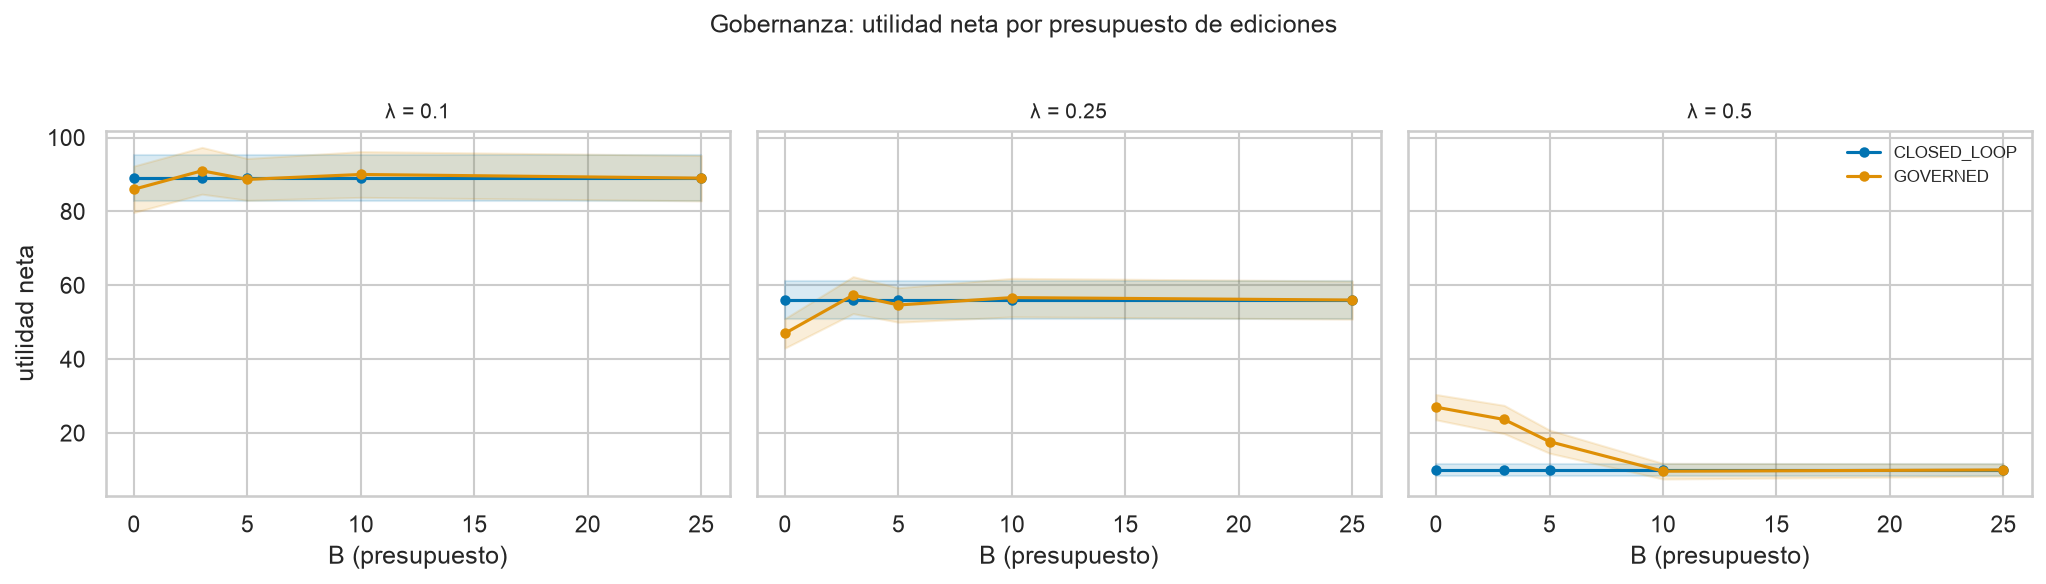 Gobernanza: utilidad neta por presupuesto de ediciones
λ = 0.1
λ = 0.25
λ = 0.5
utilidad neta
100
80
60
40
20
CLOSED_LOOP
GOVERNED
0 5 10 15 20 25
0 5 10 15 20 25
0 5 10 15 20 25
B (presupuesto)
B (presupuesto)
B (presupuesto)